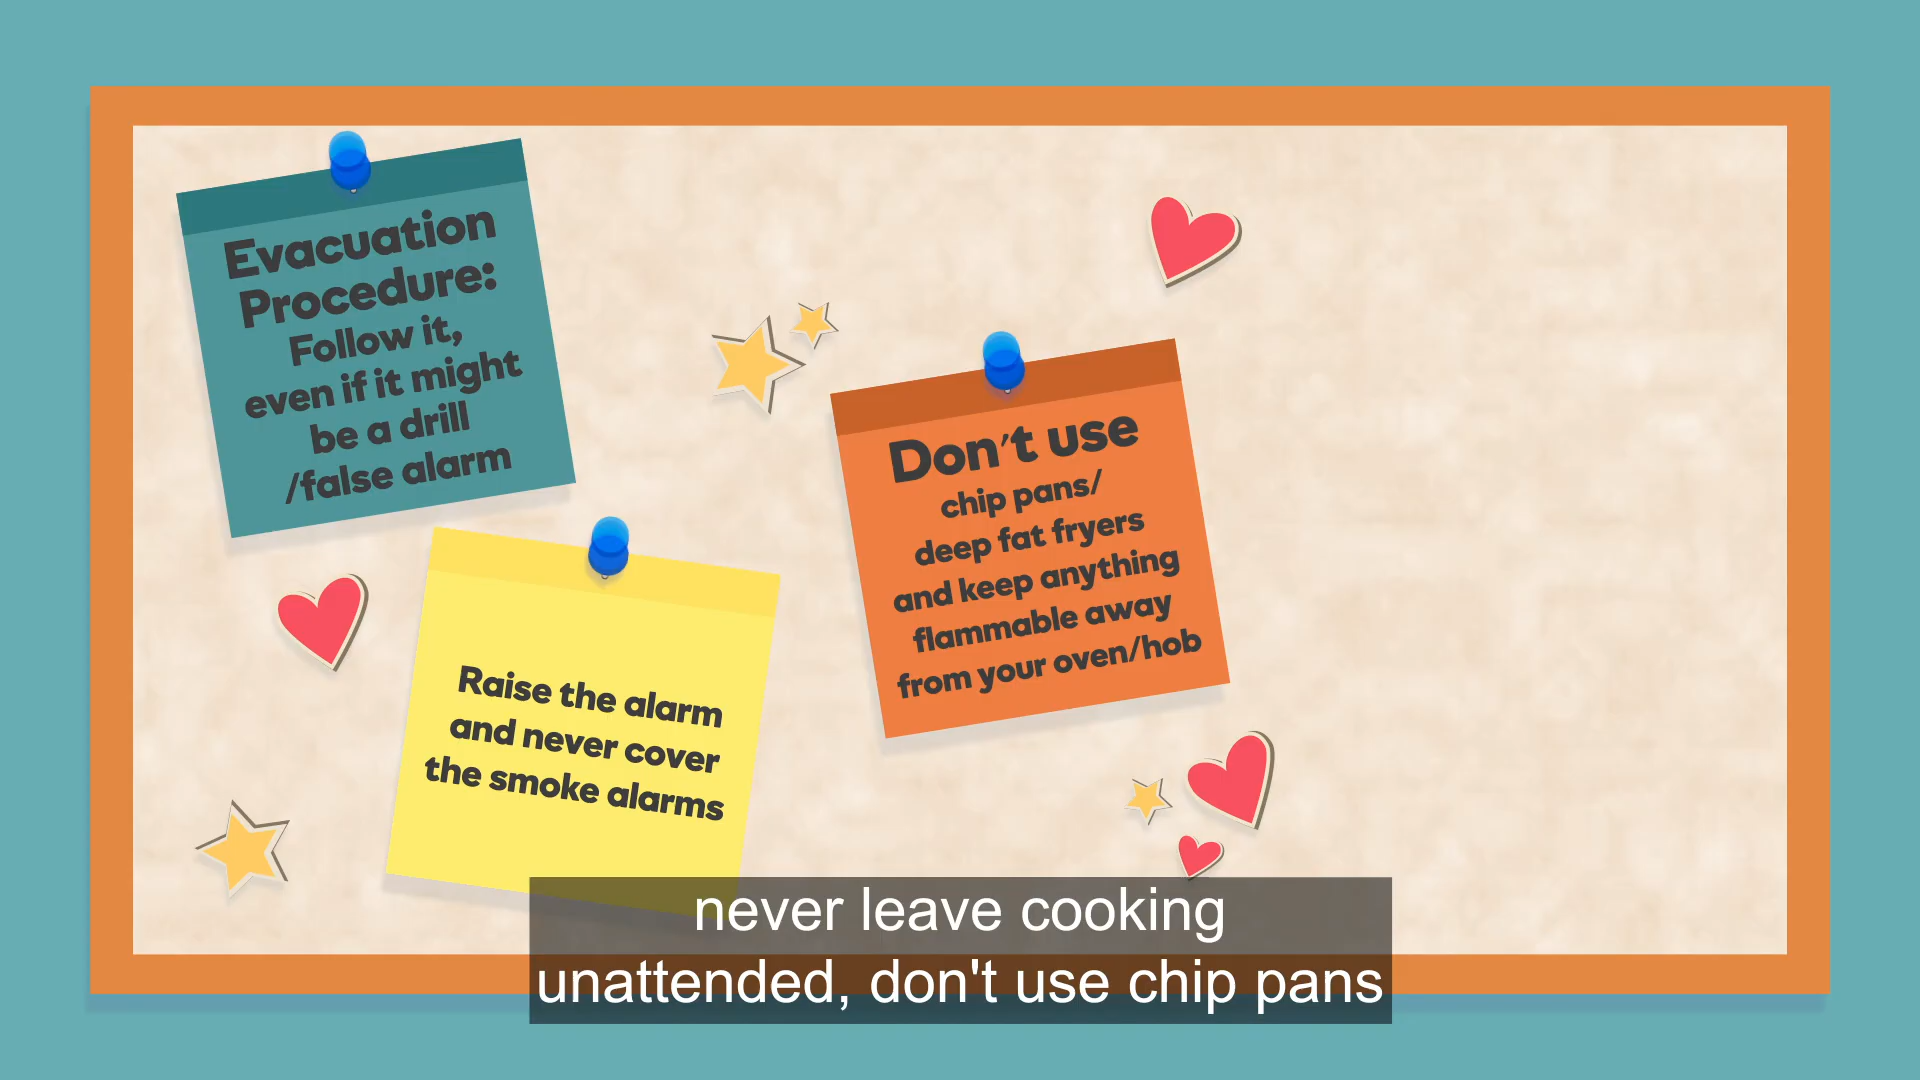 Evacuation
Procedure:
Follow it,
even if it might
be a drill
/false alarm
Raise the alarm
and never cover
the smoke alarms
Don't use
chip pans/
deep fat fryers
and keep anything
flammable away
from your oven/hob
never leave cooking
unattended, don't use chip pans